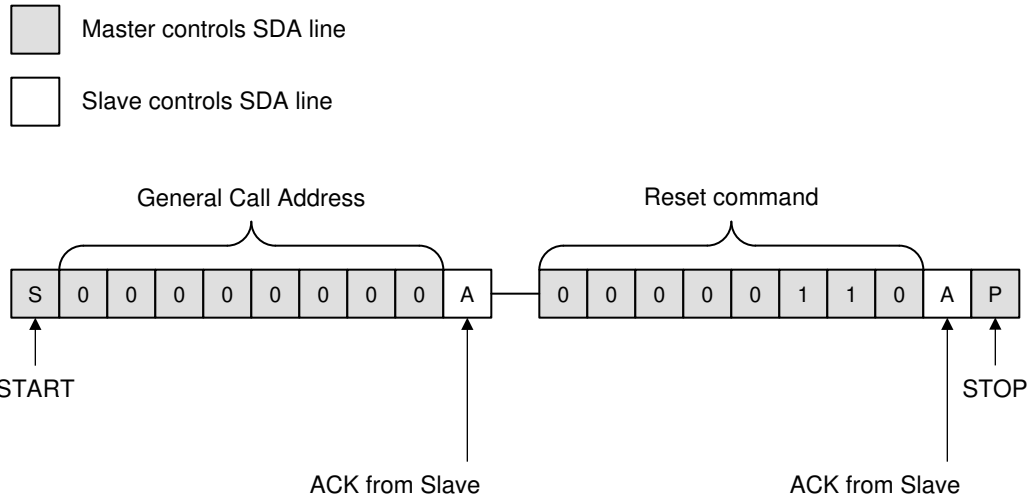 Master controls SDA line
Slave controls SDA line
General Call Address
Reset command
S 0 0 0 0 0 0 0 0 A 0 0 0 0 0 1 1 0 A P
START
STOP
ACK from Slave
ACK from Slave